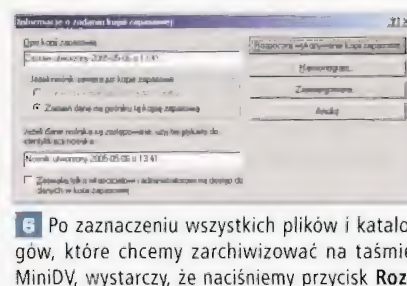 Informacje o zadaniu kopii zapasowej
Opis kopii zapasowej
Zestaw utworzony 2005-05-06 o 13:41
Rozpocznij wykonywanie kopii zapasowej
Harmonogram...
Jeżeli nośnik zawiera już kopie zapasowe
Zaawansowane...
Zastąp dane na nośniku tą kopią zapasową
Anuluj
Jeżeli dane nośnika są zastępowane, użyj tej etykiety do
identyfikacji nośnika
Nośnik utworzony 2005-05-06 o 13:41
Zezwalaj tylko właścicielowi i administratorowi na dostęp do
danych w kopii zapasowej
6 Po zaznaczeniu wszystkich plików i katalo-
gów, które chcemy zarchiwizować na taśmie
MiniDV, wystarczy, że naciśniemy przycisk Roz-